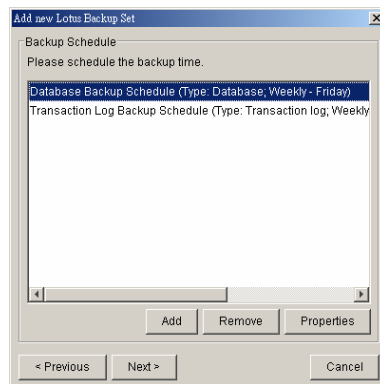 Add new Lotus Backup Set
Backup Schedule
Please schedule the backup time.
Database Backup Schedule (Type: Database; Weekly - Friday)
Transaction Log Backup Schedule (Type: Transaction log; Weekly
Add Remove Properties
< Previous Next > Cancel